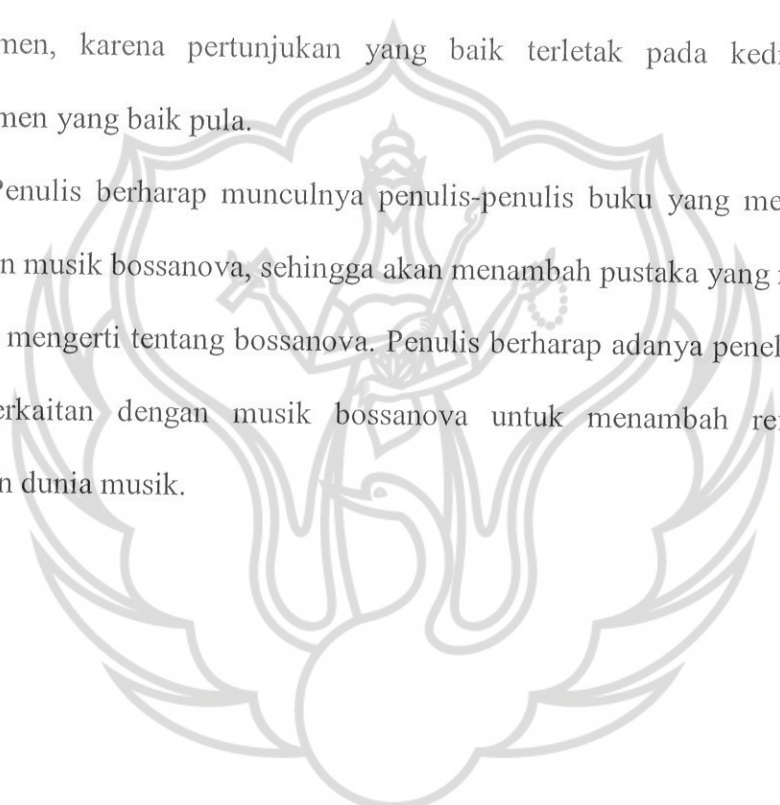 men, karena pertunjukan yang baik terletak pada kedi
men yang baik pula.
Penulis berharap munculnya penulis-penulis buku yang me
n musik bossanova, sehingga akan menambah pustaka yang
mengerti tentang bossanova. Penulis berharap adanya penel
erkaitan dengan musik bossanova untuk menambah re
n dunia musik.